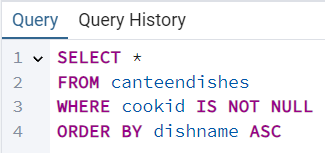 Query Query History
1 SELECT *
2 FROM canteendishes
3 WHERE cookid IS NOT NULL
4 ORDER BY dishname ASC